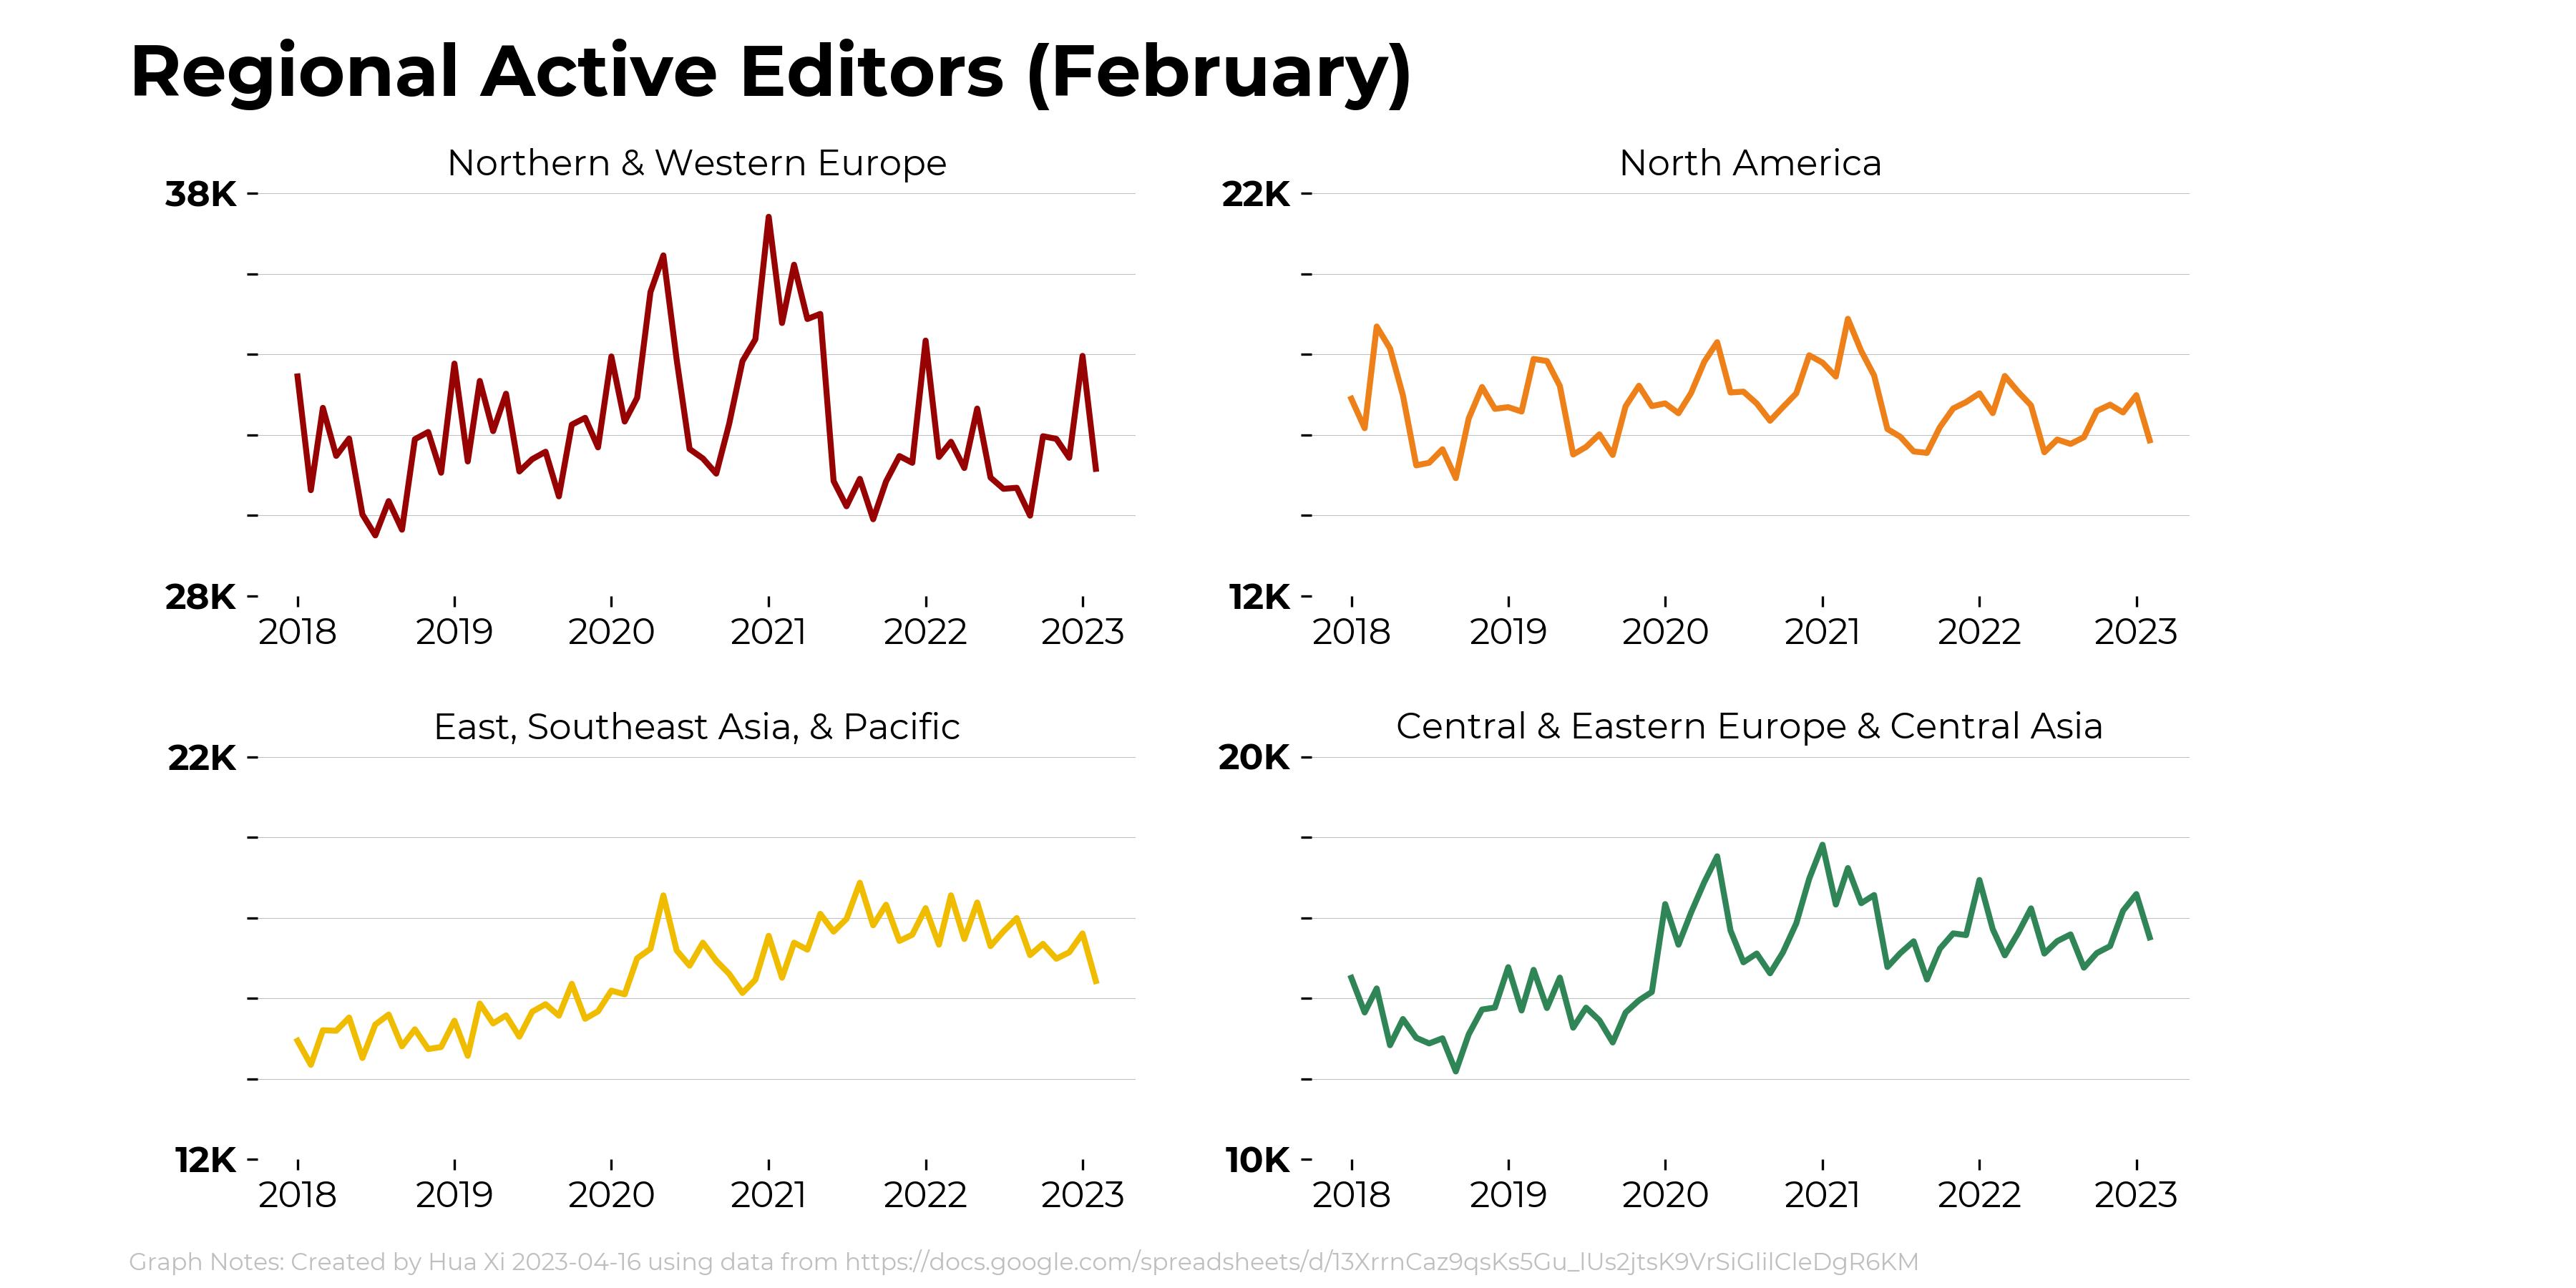 Regional Active Editors (February)
Northern & Western Europe
38K
28K
2018 2019 2020 2021 2022 2023
North America
22K
12K
2018 2019 2020 2021 2022 2023
East, Southeast Asia, & Pacific
22K
12K
2018 2019 2020 2021 2022 2023
Central & Eastern Europe & Central Asia
20K
10K
2018 2019 2020 2021 2022 2023
Graph Notes: Created by Hua Xi 2023-04-16 using data from https://docs.google.com/spreadsheets/d/13XrrnCaz9qsKs5Gu_lUs2jtsK9VrSiGlilCleDgR6KM